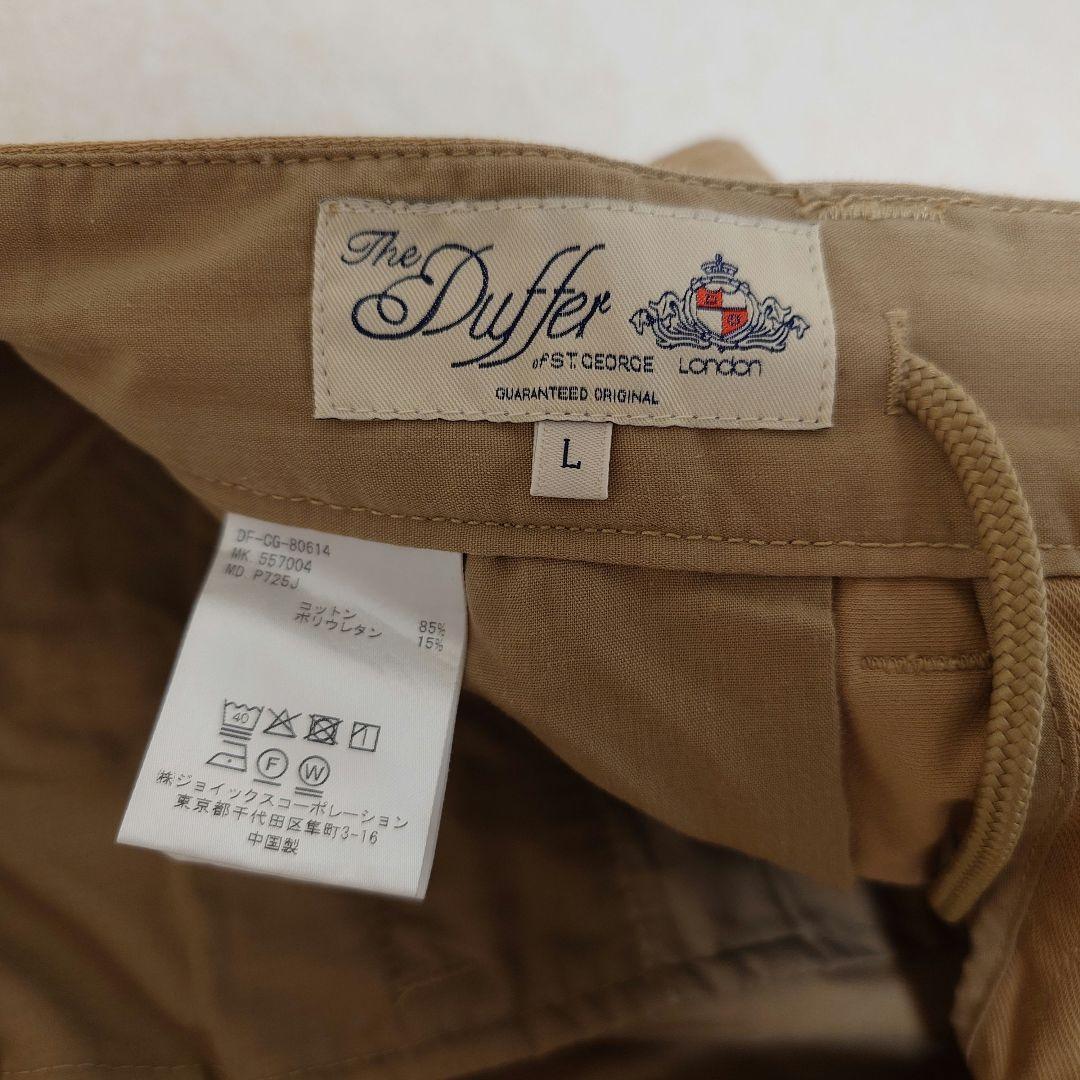 The Duffer
of ST. GEORGE London
GUARANTEED ORIGINAL
L
DF-CG-80614
MK 557004
MD P725J
コットン 85%
ポリウレタン 15%
40
F W
㈱ジョイックスコーポレーション
東京都千代田区隼町3-16
中国製